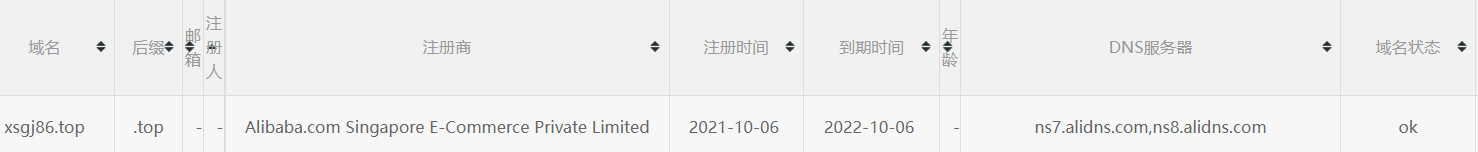 域名 后缀 邮箱 注册人 注册商 注册时间 到期时间 年龄 DNS服务器 域名状态
xsgj86.top .top - - Alibaba.com Singapore E-Commerce Private Limited 2021-10-06 2022-10-06 - ns7.alidns.com,ns8.alidns.com ok